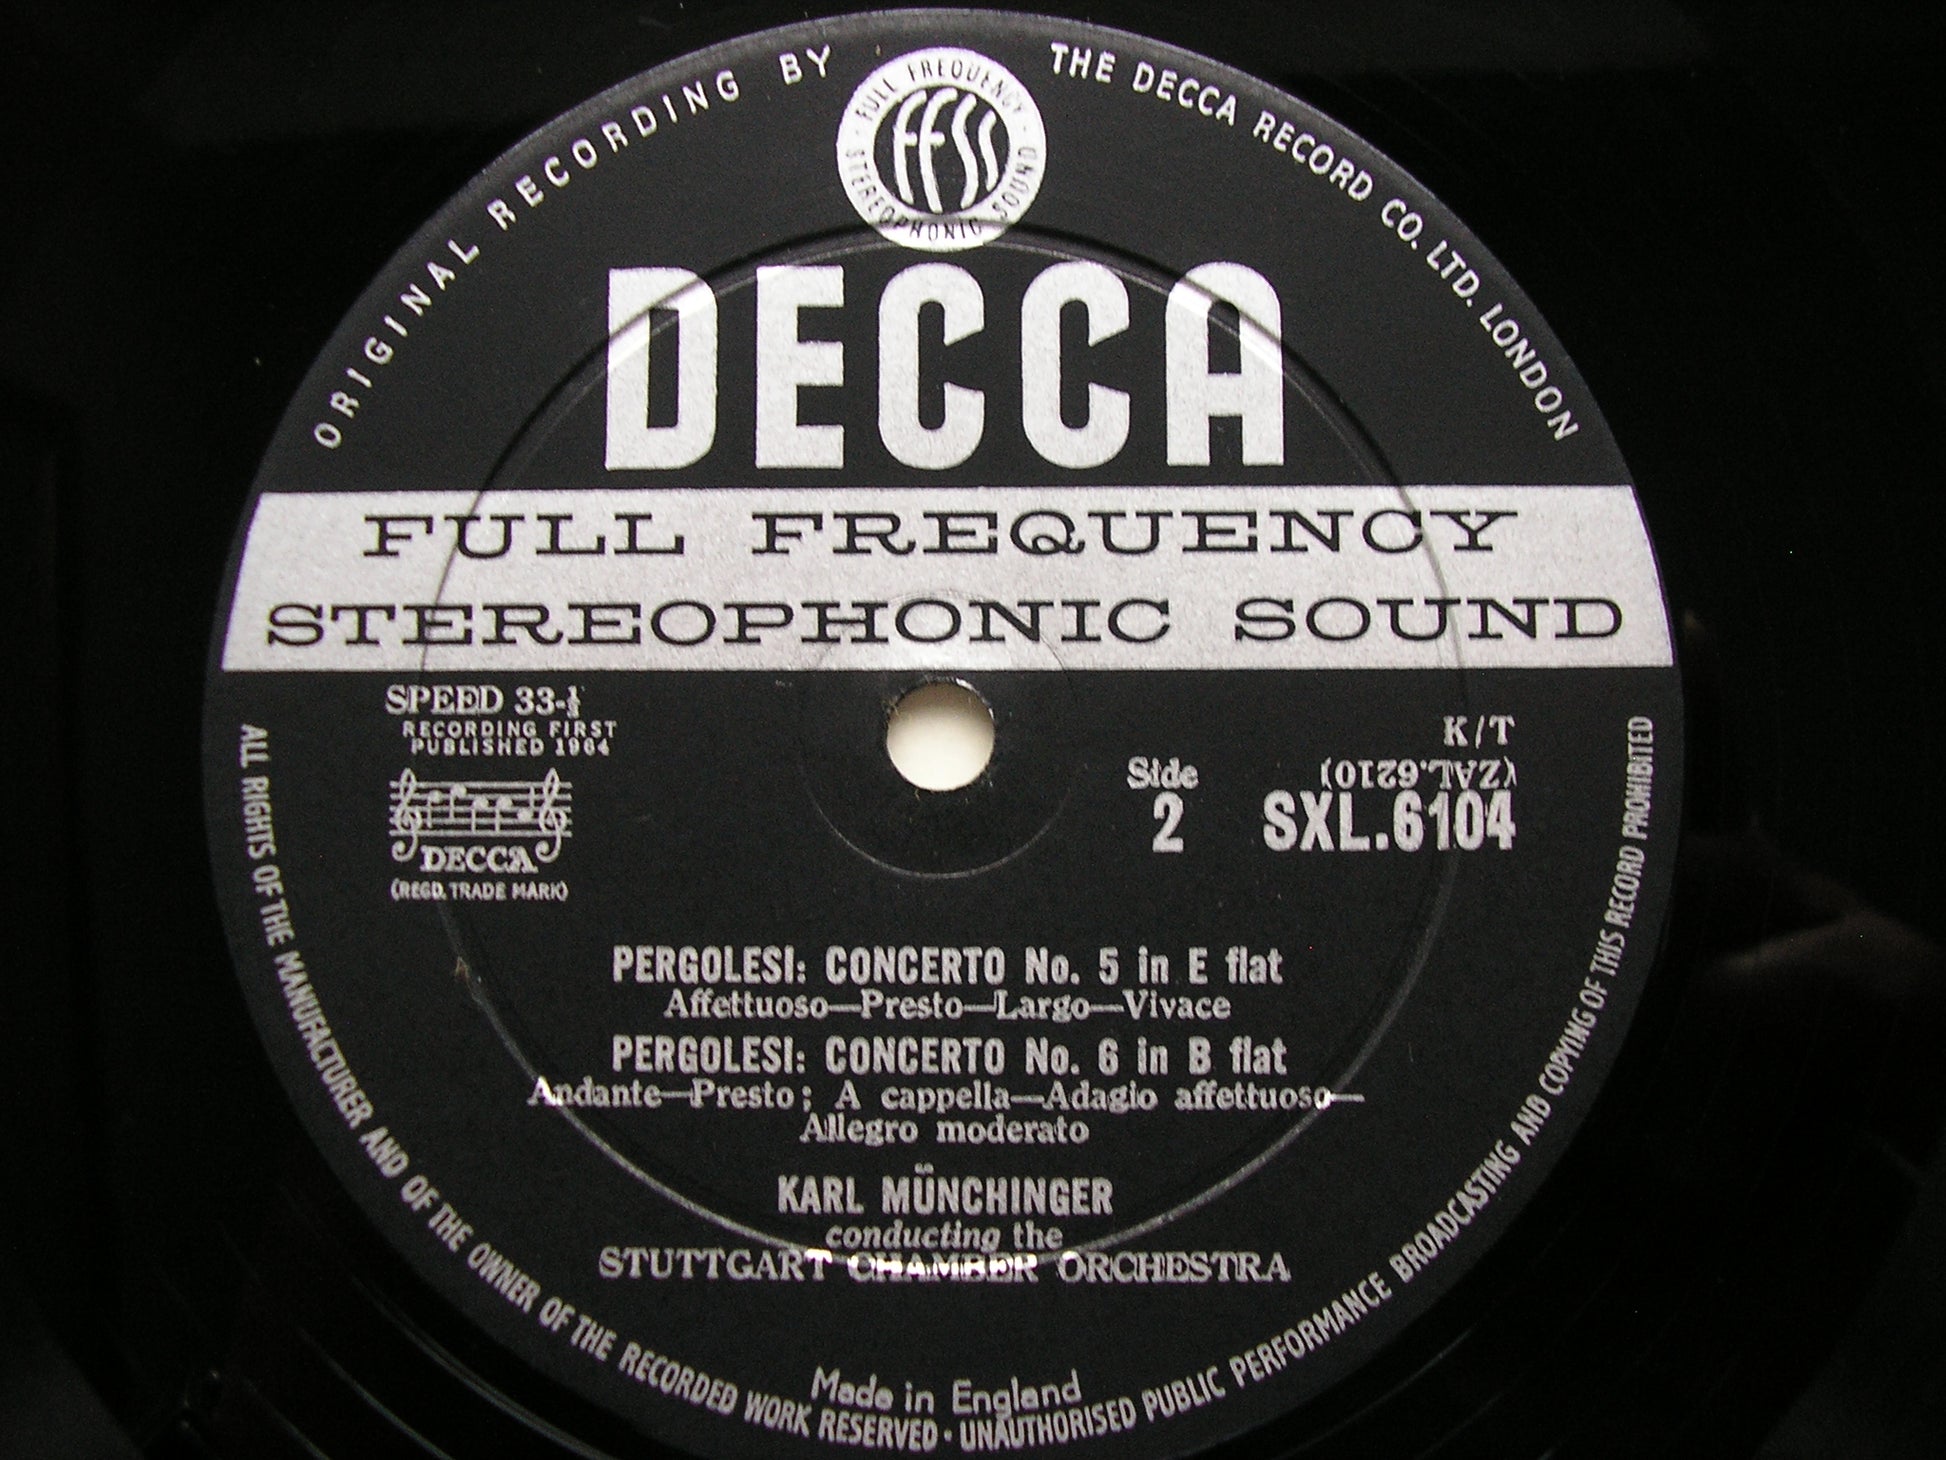 ORIGINAL RECORDING BY THE DECCA RECORD CO. LTD. LONDON
FULL FREQUENCY
FFSS
STEREOPHONIC SOUND
DECCA
FULL FREQUENCY
STEREOPHONIC SOUND
SPEED 33-⅓
RECORDING FIRST
PUBLISHED 1964
DECCA
(REGD. TRADE MARK)
K/T
(ZAL.6210)
Side
2
SXL.6104
PERGOLESI: CONCERTO No. 5 in E flat
Affettuoso—Presto—Largo—Vivace
PERGOLESI: CONCERTO No. 6 in B flat
Andante—Presto; A cappella—Adagio affettuoso—
Allegro moderato
KARL MÜNCHINGER
conducting the
STUTTGART CHAMBER ORCHESTRA
Made in England
ALL RIGHTS OF THE MANUFACTURER AND OF THE OWNER OF THE RECORDED WORK RESERVED · UNAUTHORISED PUBLIC PERFORMANCE BROADCASTING AND COPYING OF THIS RECORD PROHIBITED